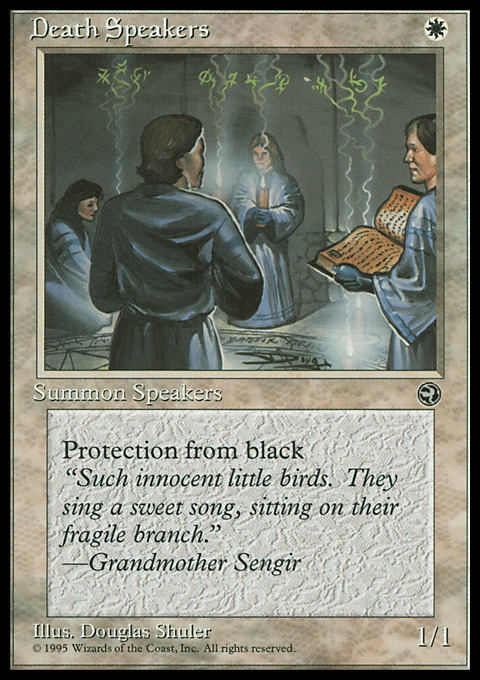 Death Speakers
Summon Speakers
Protection from black
“Such innocent little birds. They
sing a sweet song, sitting on their
fragile branch.”
—Grandmother Sengir
Illus. Douglas Shuler
1/1
© 1995 Wizards of the Coast, Inc. All rights reserved.